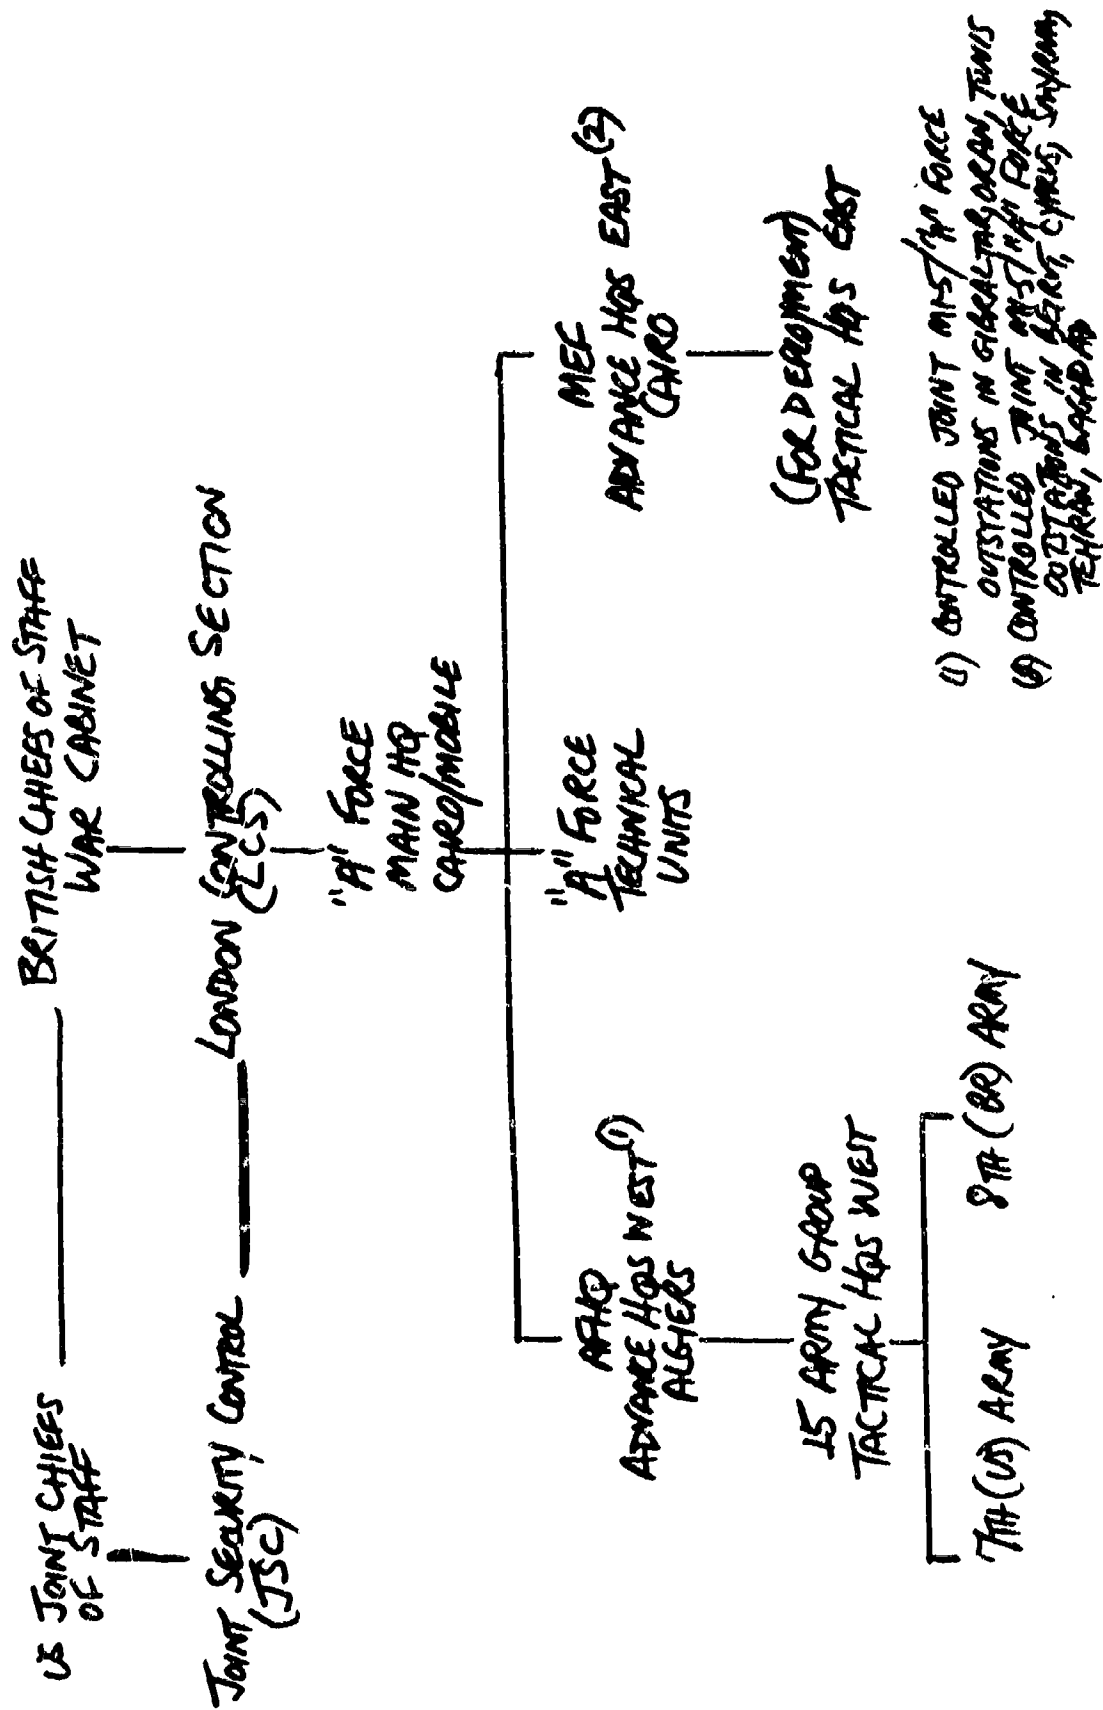 US JOINT CHIEFS
OF STAFF
BRITISH CHIEFS OF STAFF
WAR CABINET
JOINT SECURITY CONTROL
(JSC)
LONDON CONTROLLING SECTION
(LCS)
"A" FORCE
MAIN HQ
CAIRO/MOBILE
AFHQ
ADVANCE HQS WEST (1)
ALGIERS
"A" FORCE
TECHNICAL
UNITS
MEF
ADVANCE HQS EAST (2)
CAIRO
15 ARMY GROUP
TACTICAL HQS WEST
(FOR DEPLOYMENT)
TACTICAL HQS EAST
7TH (US) ARMY
8TH (BR) ARMY
(1) CONTROLLED JOINT MI-5/"A" FORCE
OUTSTATIONS IN GIBRALTAR, ORAN, TUNIS
(2) CONTROLLED JOINT MI-5/"A" FORCE
OUTSTATIONS IN BEIRUT, CYPRUS, SMYRNA,
TEHRAN, BAGHDAD